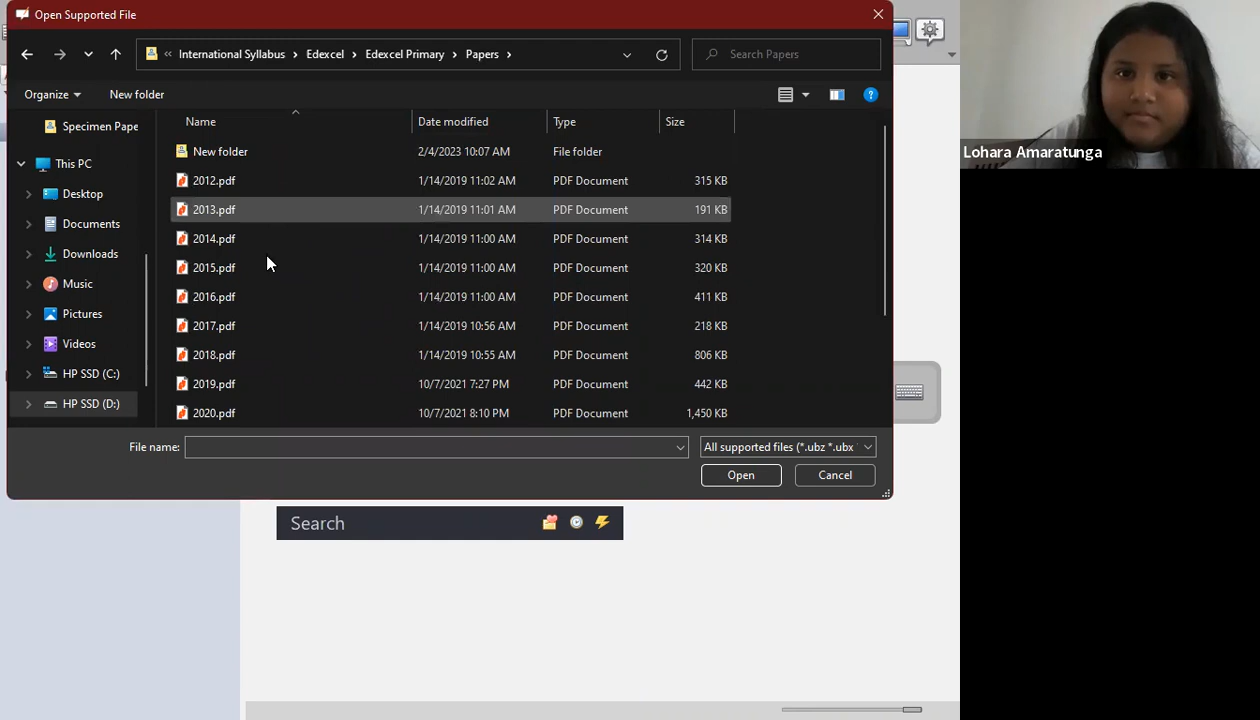 Open Supported File
« International Syllabus › Edexcel › Edexcel Primary › Papers ›
Search Papers
Organize
New folder
Name Date modified Type Size
Specimen Pape
This PC
Desktop
Documents
Downloads
Music
Pictures
Videos
HP SSD (C:)
HP SSD (D:)
New folder 2/4/2023 10:07 AM File folder
2012.pdf 1/14/2019 11:02 AM PDF Document 315 KB
2013.pdf 1/14/2019 11:01 AM PDF Document 191 KB
2014.pdf 1/14/2019 11:00 AM PDF Document 314 KB
2015.pdf 1/14/2019 11:00 AM PDF Document 320 KB
2016.pdf 1/14/2019 11:00 AM PDF Document 411 KB
2017.pdf 1/14/2019 10:56 AM PDF Document 218 KB
2018.pdf 1/14/2019 10:55 AM PDF Document 806 KB
2019.pdf 10/7/2021 7:27 PM PDF Document 442 KB
2020.pdf 10/7/2021 8:10 PM PDF Document 1,450 KB
File name:
All supported files (*.ubz *.ubx
Open
Cancel
Search
Lohara Amaratunga